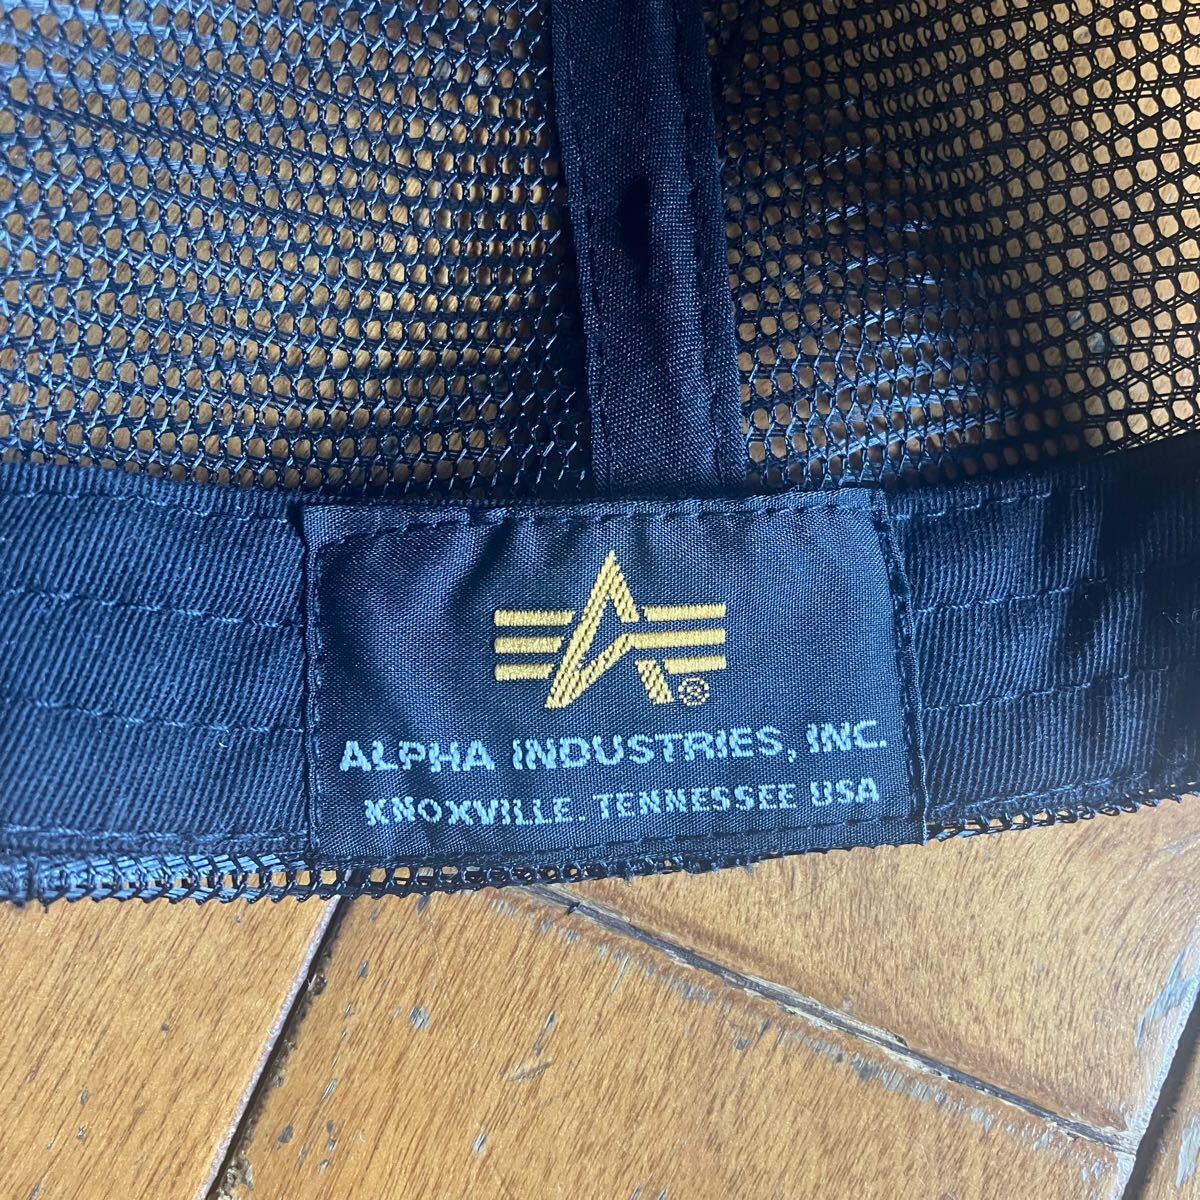 ®
ALPHA INDUSTRIES, INC.
KNOXVILLE. TENNESSEE USA